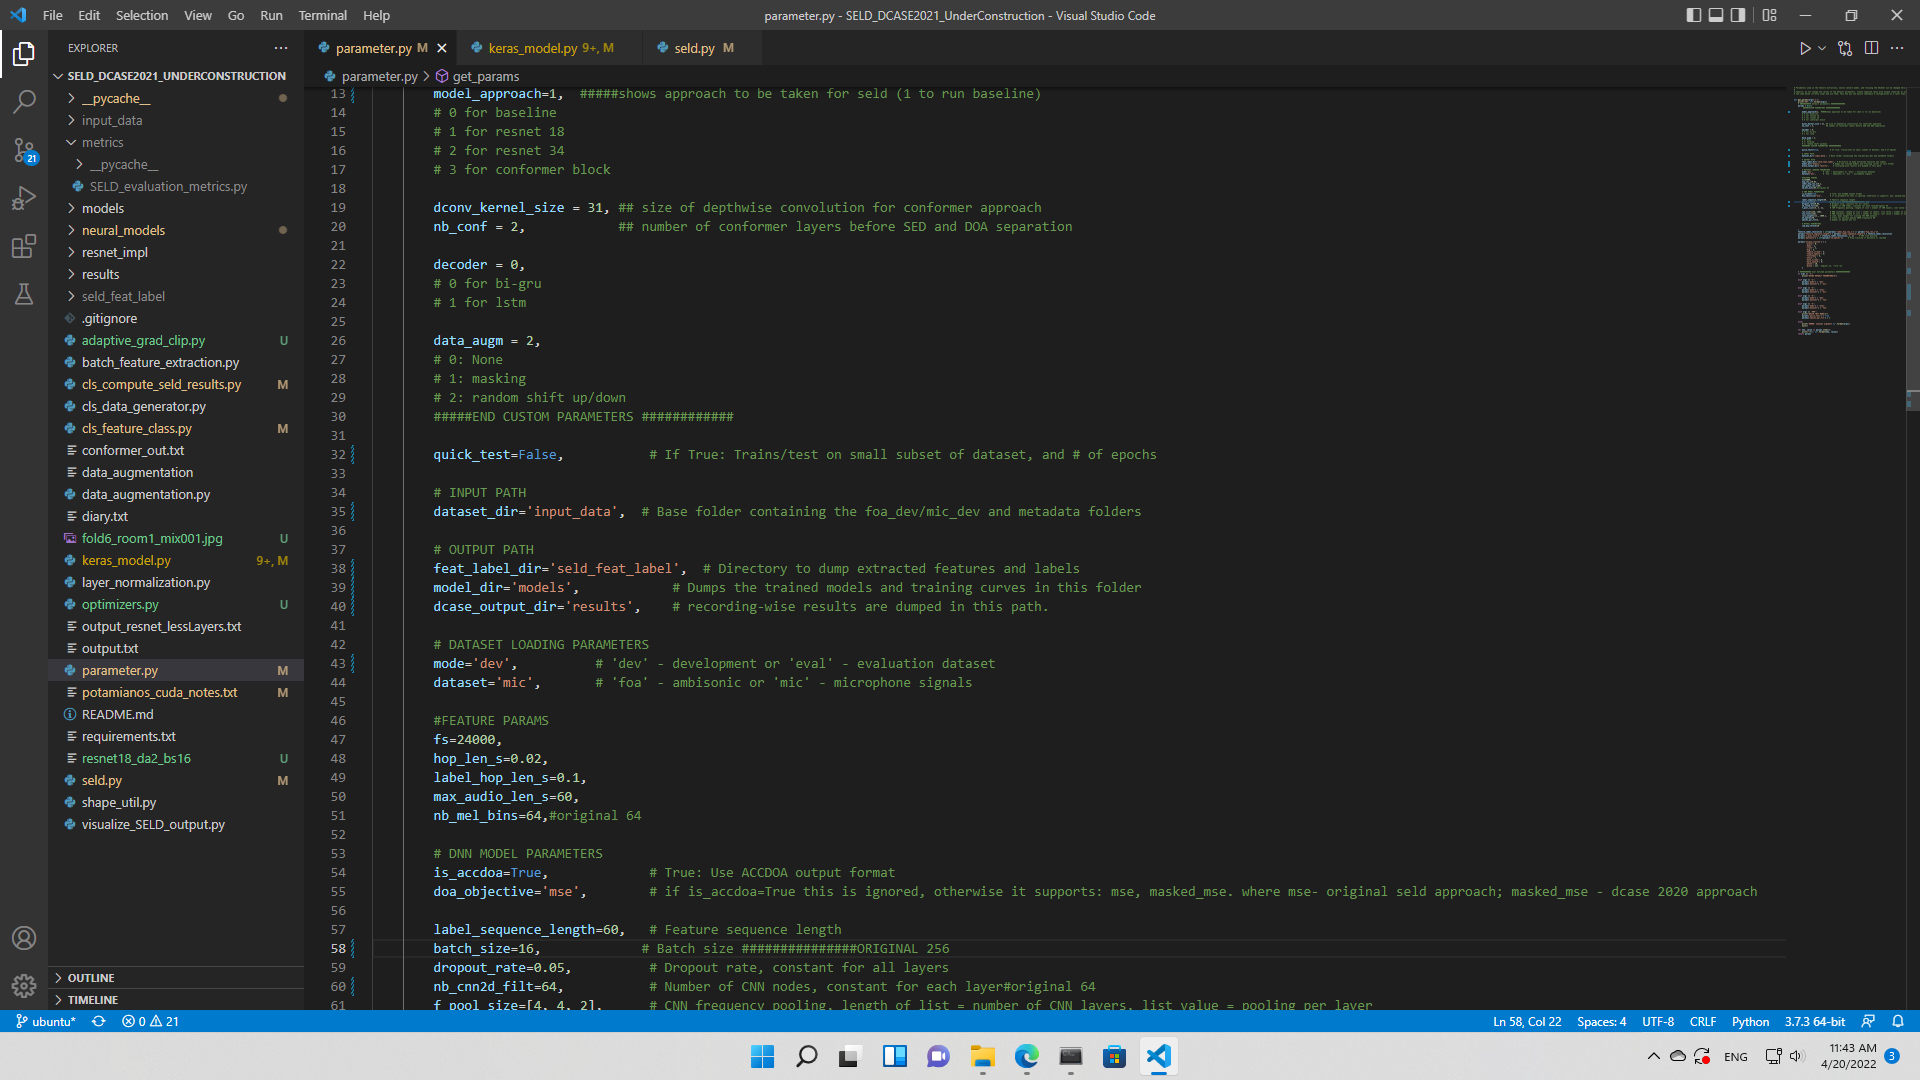 File Edit Selection View Go Run Terminal Help
parameter.py - SELD_DCASE2021_UnderConstruction - Visual Studio Code
EXPLORER
SELD_DCASE2021_UNDERCONSTRUCTION
__pycache__
input_data
metrics
__pycache__
SELD_evaluation_metrics.py
models
neural_models
resnet_impl
results
seld_feat_label
.gitignore
adaptive_grad_clip.py U
batch_feature_extraction.py
cls_compute_seld_results.py M
cls_data_generator.py
cls_feature_class.py M
conformer_out.txt
data_augmentation
data_augmentation.py
diary.txt
fold6_room1_mix001.jpg U
keras_model.py 9+, M
layer_normalization.py
optimizers.py U
output_resnet_lessLayers.txt
output.txt
parameter.py M
potamianos_cuda_notes.txt M
README.md
requirements.txt
resnet18_da2_bs16 U
seld.py M
shape_util.py
visualize_SELD_output.py
OUTLINE
TIMELINE
21
parameter.py M
keras_model.py 9+, M
seld.py M
parameter.py > get_params
13 model_approach=1, #####shows approach to be taken for seld (1 to run baseline)
14 # 0 for baseline
15 # 1 for resnet 18
16 # 2 for resnet 34
17 # 3 for conformer block
18
19 dconv_kernel_size = 31, ## size of depthwise convolution for conformer approach
20 nb_conf = 2, ## number of conformer layers before SED and DOA separation
21
22 decoder = 0,
23 # 0 for bi-gru
24 # 1 for lstm
25
26 data_augm = 2,
27 # 0: None
28 # 1: masking
29 # 2: random shift up/down
30 #####END CUSTOM PARAMETERS ############
31
32 quick_test=False, # If True: Trains/test on small subset of dataset, and # of epochs
33
34 # INPUT PATH
35 dataset_dir='input_data', # Base folder containing the foa_dev/mic_dev and metadata folders
36
37 # OUTPUT PATH
38 feat_label_dir='seld_feat_label', # Directory to dump extracted features and labels
39 model_dir='models', # Dumps the trained models and training curves in this folder
40 dcase_output_dir='results', # recording-wise results are dumped in this path.
41
42 # DATASET LOADING PARAMETERS
43 mode='dev', # 'dev' - development or 'eval' - evaluation dataset
44 dataset='mic', # 'foa' - ambisonic or 'mic' - microphone signals
45
46 #FEATURE PARAMS
47 fs=24000,
48 hop_len_s=0.02,
49 label_hop_len_s=0.1,
50 max_audio_len_s=60,
51 nb_mel_bins=64,#original 64
52
53 # DNN MODEL PARAMETERS
54 is_accdoa=True, # True: Use ACCDOA output format
55 doa_objective='mse', # if is_accdoa=True this is ignored, otherwise it supports: mse, masked_mse. where mse- original seld approach; masked_mse - dcase 2020 approach
56
57 label_sequence_length=60, # Feature sequence length
58 batch_size=16, # Batch size ###############ORIGINAL 256
59 dropout_rate=0.05, # Dropout rate, constant for all layers
60 nb_cnn2d_filt=64, # Number of CNN nodes, constant for each layer#original 64
61 f_pool_size=[4, 4, 2], # CNN frequency pooling, length of list = number of CNN layers, list value = pooling per layer
ubuntu* 0 21
Ln 58, Col 22 Spaces: 4 UTF-8 CRLF Python 3.7.3 64-bit
ENG
11:43 AM
4/20/2022
3